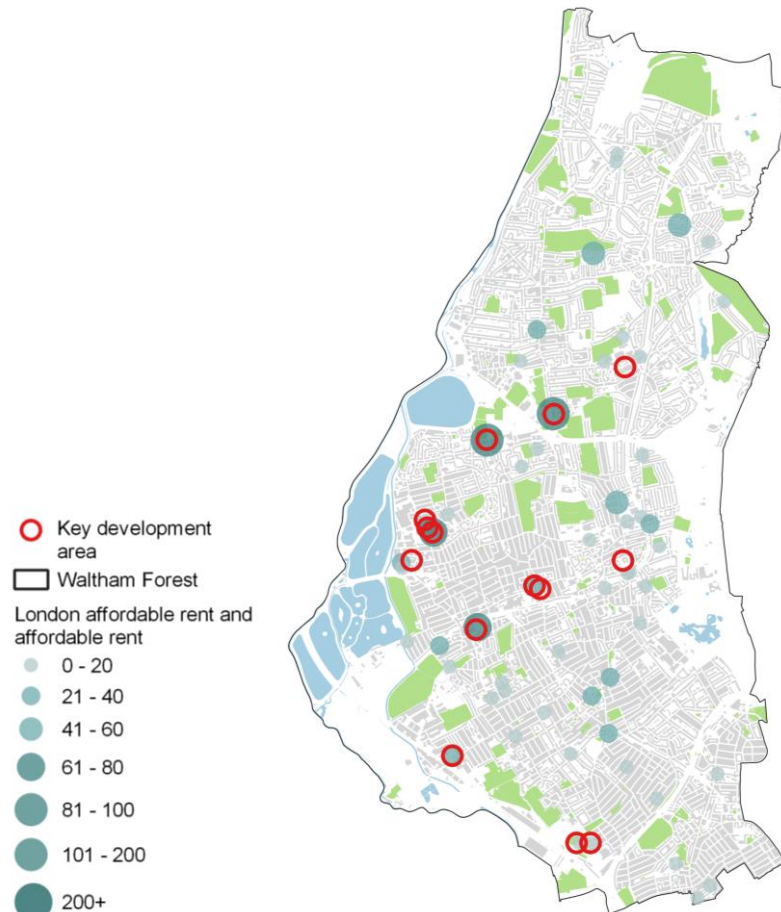 Key development
area
Waltham Forest
London affordable rent and
affordable rent
0 - 20
21 - 40
41 - 60
61 - 80
81 - 100
101 - 200
200+